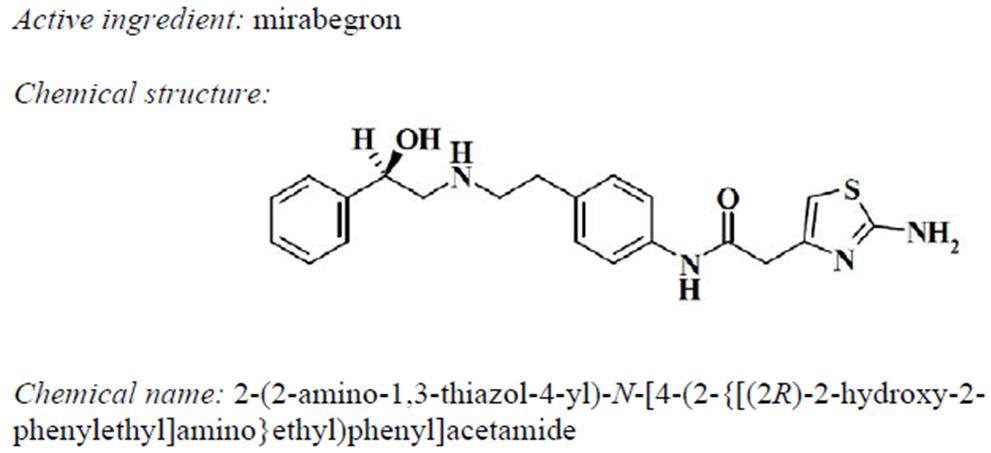 Active ingredient: mirabegron
Chemical structure:
H OH H
N
O
S
N
H
N
NH2
Chemical name: 2-(2-amino-1,3-thiazol-4-yl)-N-[4-(2-{[(2R)-2-hydroxy-2-
phenylethyl]amino}ethyl)phenyl]acetamide